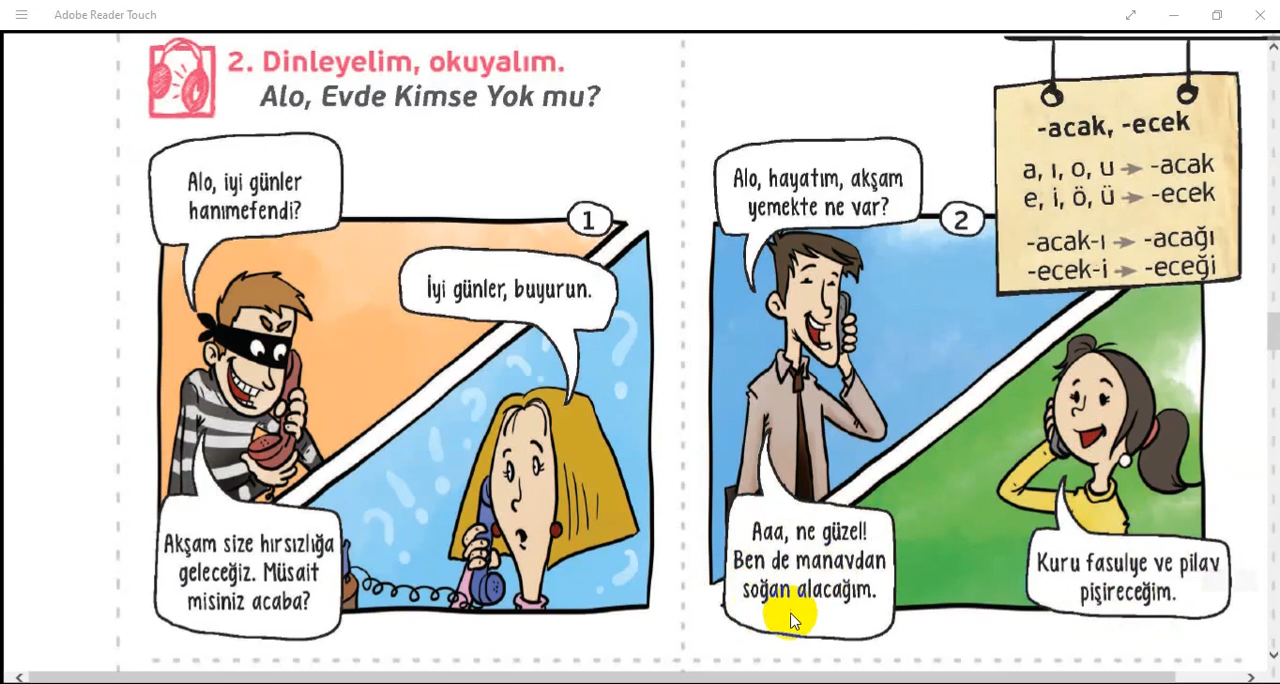 Adobe Reader Touch
2. Dinleyelim, okuyalım.
Alo, Evde Kimse Yok mu?
Alo, iyi günler
hanımefendi?
1
İyi günler, buyurun.
Akşam size hırsızlığa
geleceğiz. Müsait
misiniz acaba?
Alo, hayatım, akşam
yemekte ne var?
2
Aaa, ne güzel!
Ben de manavdan
soğan alacağım.
Kuru fasulye ve pilav
pişireceğim.
-acak, -ecek
a, ı, o, u → -acak
e, i, ö, ü → -ecek
-acak-ı → -acağı
-ecek-i → -eceği